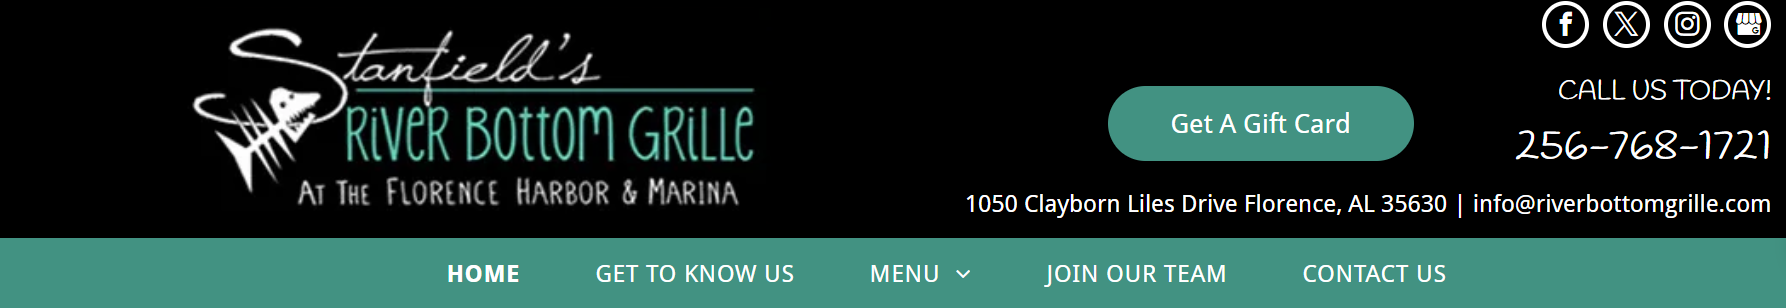 Stanfield's
RIVER BOTTOM GRILLE
AT THE FLORENCE HARBOR & MARINA
Get A Gift Card
CALL US TODAY!
256-768-1721
1050 Clayborn Liles Drive Florence, AL 35630 | info@riverbottomgrille.com
HOME GET TO KNOW US MENU JOIN OUR TEAM CONTACT US